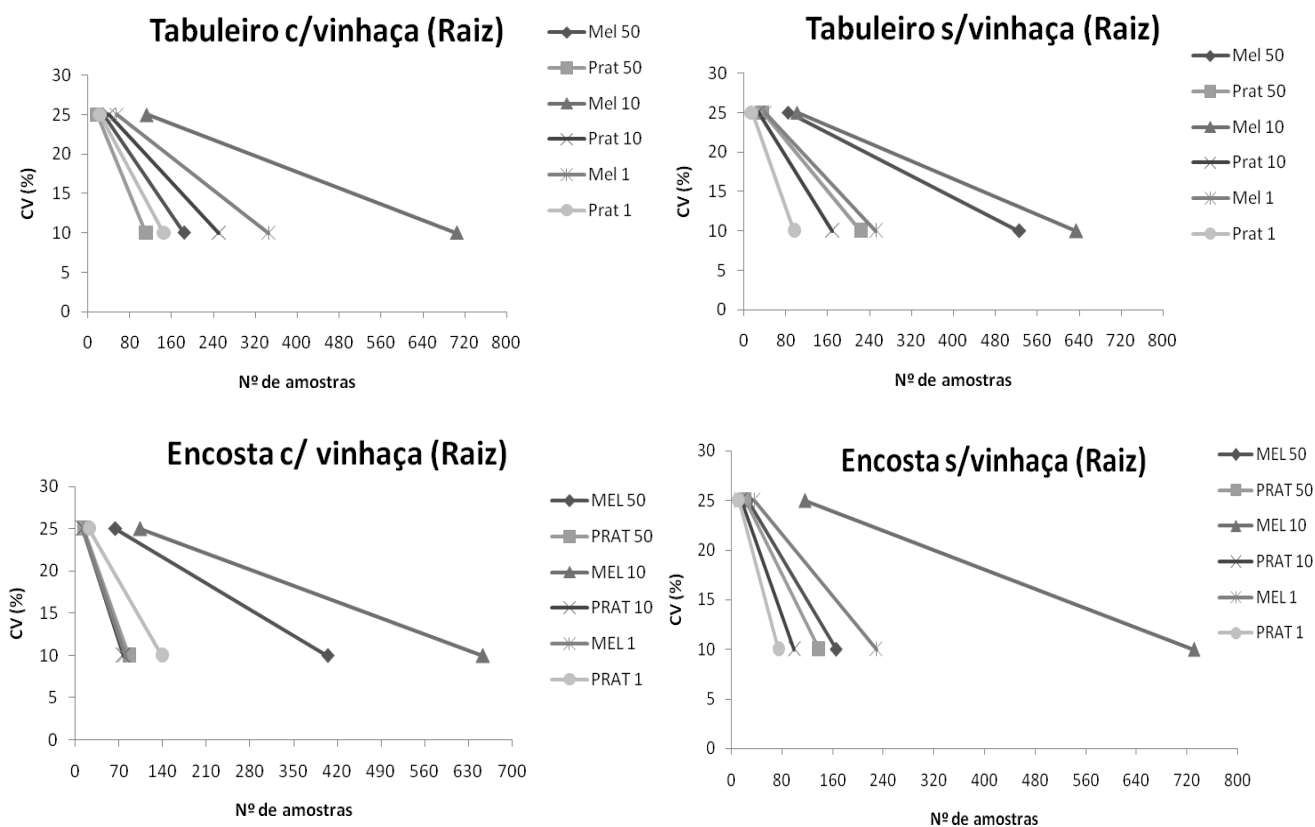 Tabuleiro c/vinhaça (Raiz)
Mel 50
Prat 50
Mel 10
Prat 10
Mel 1
Prat 1
CV (%)
30
25
20
15
10
5
0
0 80 160 240 320 400 480 560 640 720 800
Nº de amostras
Tabuleiro s/vinhaça (Raiz)
Mel 50
Prat 50
Mel 10
Prat 10
Mel 1
Prat 1
CV (%)
30
25
20
15
10
5
0
0 80 160 240 320 400 480 560 640 720 800
Nº de amostras
Encosta c/ vinhaça (Raiz)
MEL 50
PRAT 50
MEL 10
PRAT 10
MEL 1
PRAT 1
CV (%)
30
25
20
15
10
5
0
0 70 140 210 280 350 420 490 560 630 700
Nº de amostras
Encosta s/vinhaça (Raiz)
MEL 50
PRAT 50
MEL 10
PRAT 10
MEL 1
PRAT 1
CV (%)
30
25
20
15
10
5
0
0 80 160 240 320 400 480 560 640 720 800
Nº de amostras